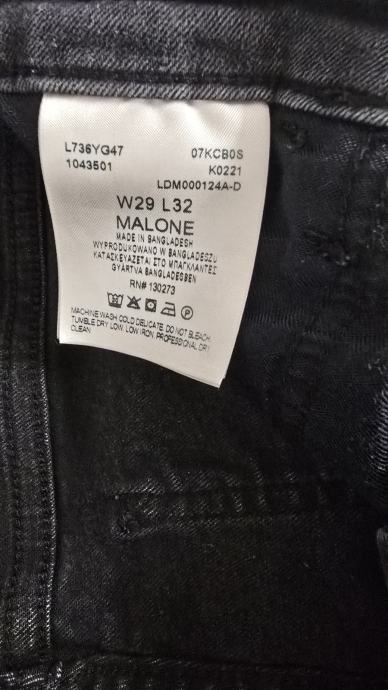 L736YG47 07KCB0S
1043501 K0221
LDM000124A-D
W29 L32
MALONE
MADE IN BANGLADESH
WYPRODUKOWANO W BANGLADESZU
ΚΑΤΑΣΚΕΥΑΖΕΤΑΙ ΣΤΟ ΜΠΑΓΚΛΑΝΤΕΣ
GYÁRTVA BANGLADESBEN
RN# 130273
MACHINE WASH COLD DELICATE. DO NOT BLEACH.
TUMBLE DRY LOW. LOW IRON. PROFESSIONAL DRY
CLEAN